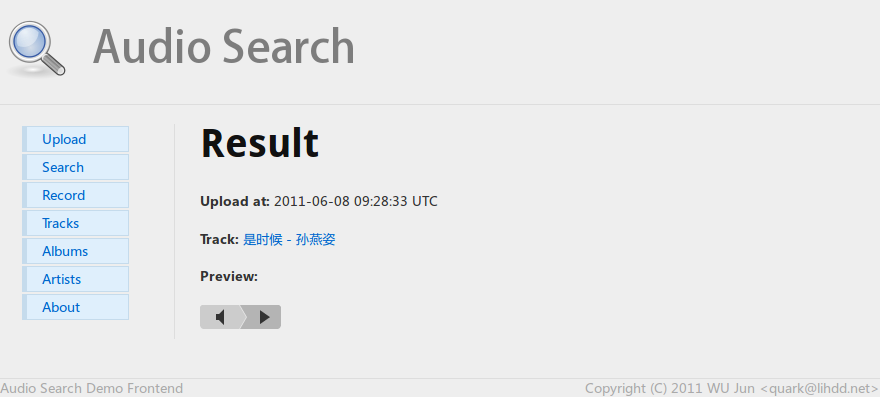 Audio Search
Upload
Search
Record
Tracks
Albums
Artists
About
Result
Upload at: 2011-06-08 09:28:33 UTC
Track: 是时候 - 孙燕姿
Preview:
Audio Search Demo Frontend
Copyright (C) 2011 WU Jun <quark@lihdd.net>